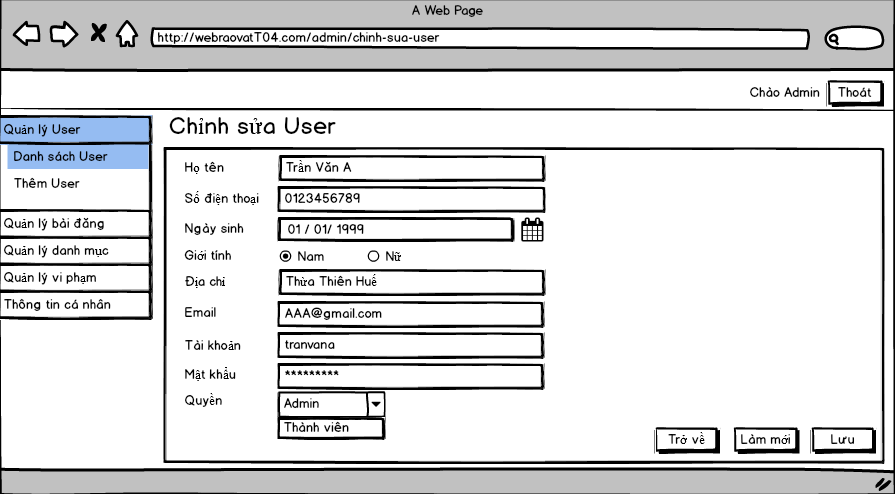 A Web Page
http://webraovatT04.com/admin/chinh-sua-user
Chào Admin Thoát
Quản lý User
Danh sách User
Thêm User
Quản lý bài đăng
Quản lý danh mục
Quản lý vi phạm
Thông tin cá nhân
Chỉnh sửa User
Họ tên Trần Văn A
Số điện thoại 0123456789
Ngày sinh 01 / 01/ 1999
Giới tính Nam Nữ
Địa chỉ Thừa Thiên Huế
Email AAA@gmail.com
Tài khoản tranvana
Mật khẩu *********
Quyền Admin
Thành viên
Trở về Làm mới Lưu